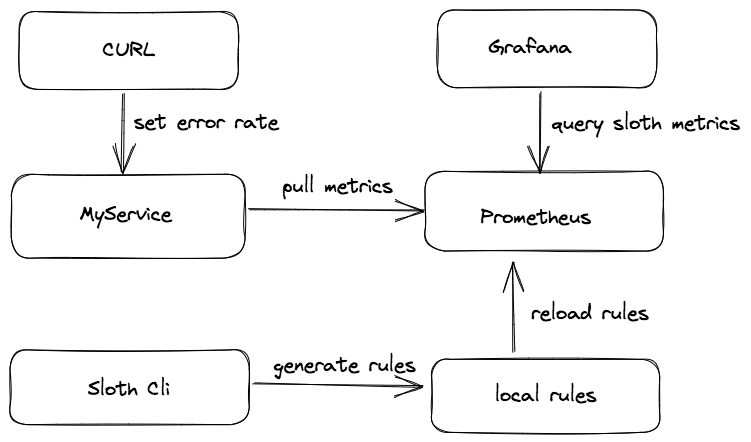 CURL
Grafana
set error rate
query sloth metrics
MyService
pull metrics
Prometheus
reload rules
Sloth Cli
generate rules
local rules